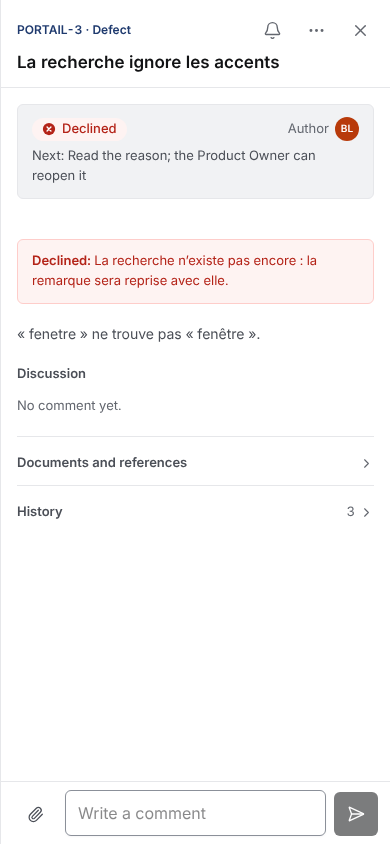 PORTAIL-3 · Defect
La recherche ignore les accents
Declined
Author BL
Next: Read the reason; the Product Owner can
reopen it
Declined: La recherche n’existe pas encore : la
remarque sera reprise avec elle.
« fenetre » ne trouve pas « fenêtre ».
Discussion
No comment yet.
Documents and references
History 3
Write a comment